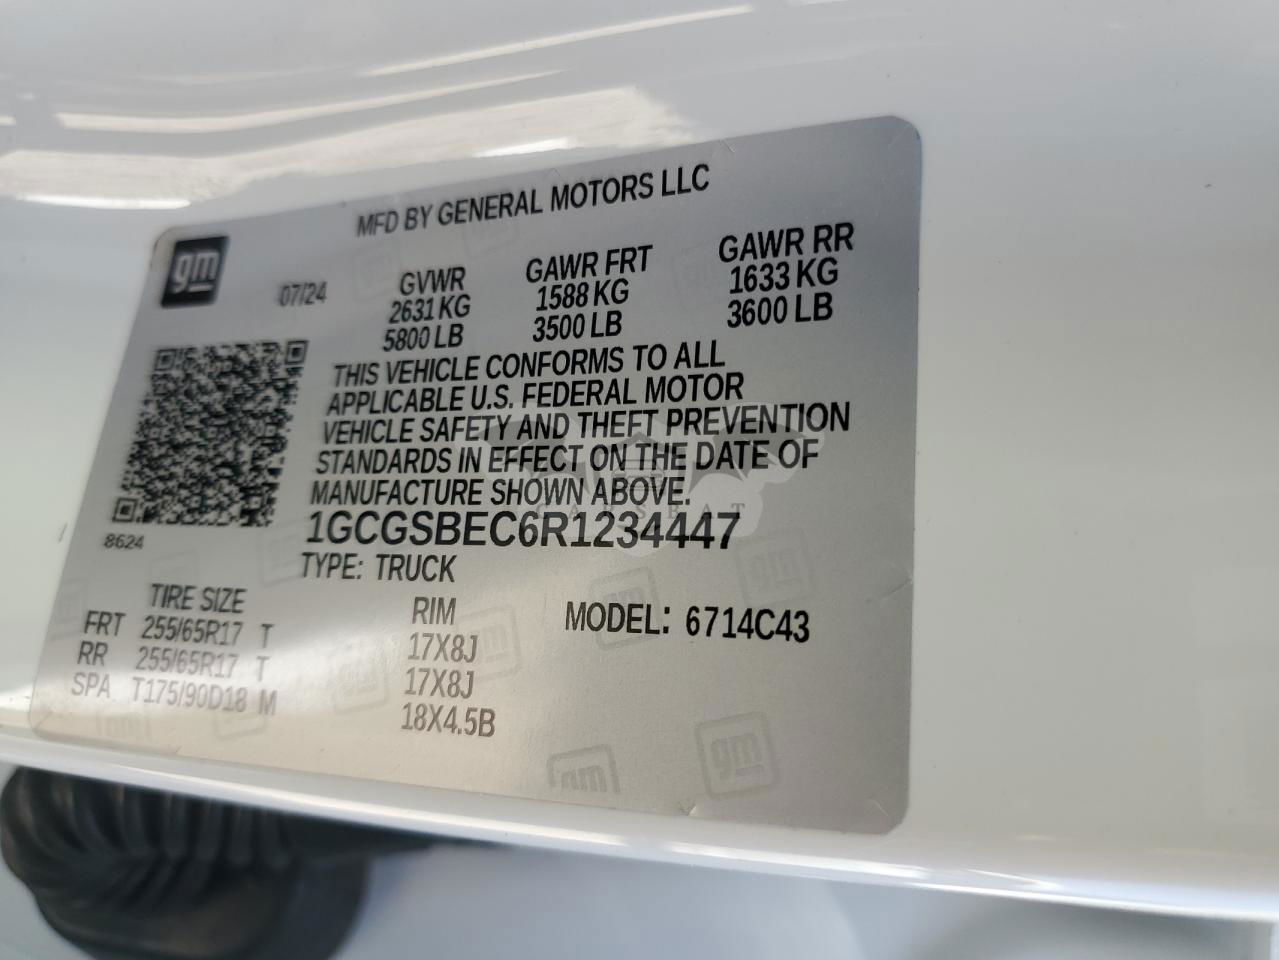 MFD BY GENERAL MOTORS LLC
gm
07/24
GVWR GAWR FRT GAWR RR
2631 KG 1588 KG 1633 KG
5800 LB 3500 LB 3600 LB
THIS VEHICLE CONFORMS TO ALL
APPLICABLE U.S. FEDERAL MOTOR
VEHICLE SAFETY AND THEFT PREVENTION
STANDARDS IN EFFECT ON THE DATE OF
MANUFACTURE SHOWN ABOVE.
1GCGSBEC6R1234447
8624
TYPE: TRUCK
TIRE SIZE RIM MODEL: 6714C43
FRT 255/65R17 T 17X8J
RR 255/65R17 T 17X8J
SPA T175/90D18 M 18X4.5B
gm gm